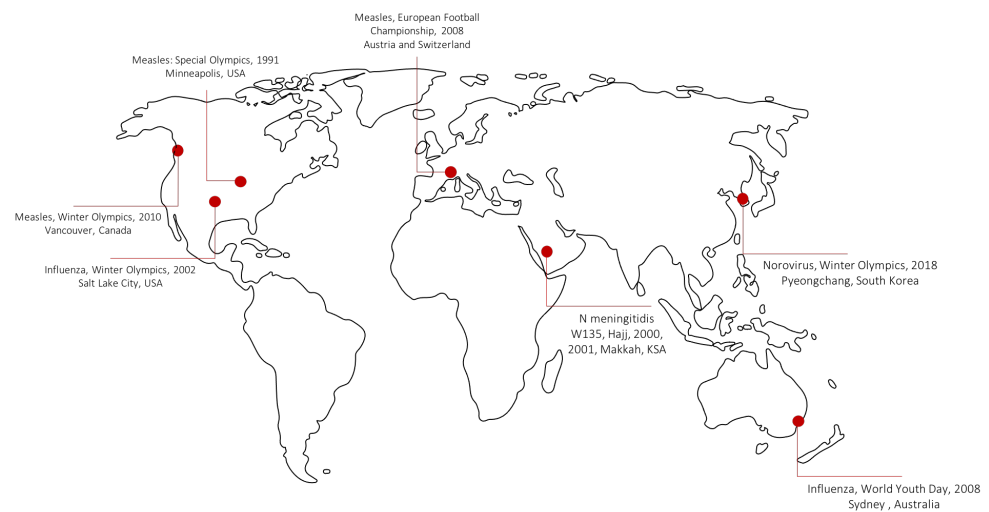 Measles, European Football
Championship, 2008
Austria and Switzerland
Measles: Special Olympics, 1991
Minneapolis, USA
Measles, Winter Olympics, 2010
Vancouver, Canada
Influenza, Winter Olympics, 2002
Salt Lake City, USA
Norovirus, Winter Olympics, 2018
Pyeongchang, South Korea
N meningitidis
W135, Hajj, 2000,
2001, Makkah, KSA
Influenza, World Youth Day, 2008
Sydney , Australia